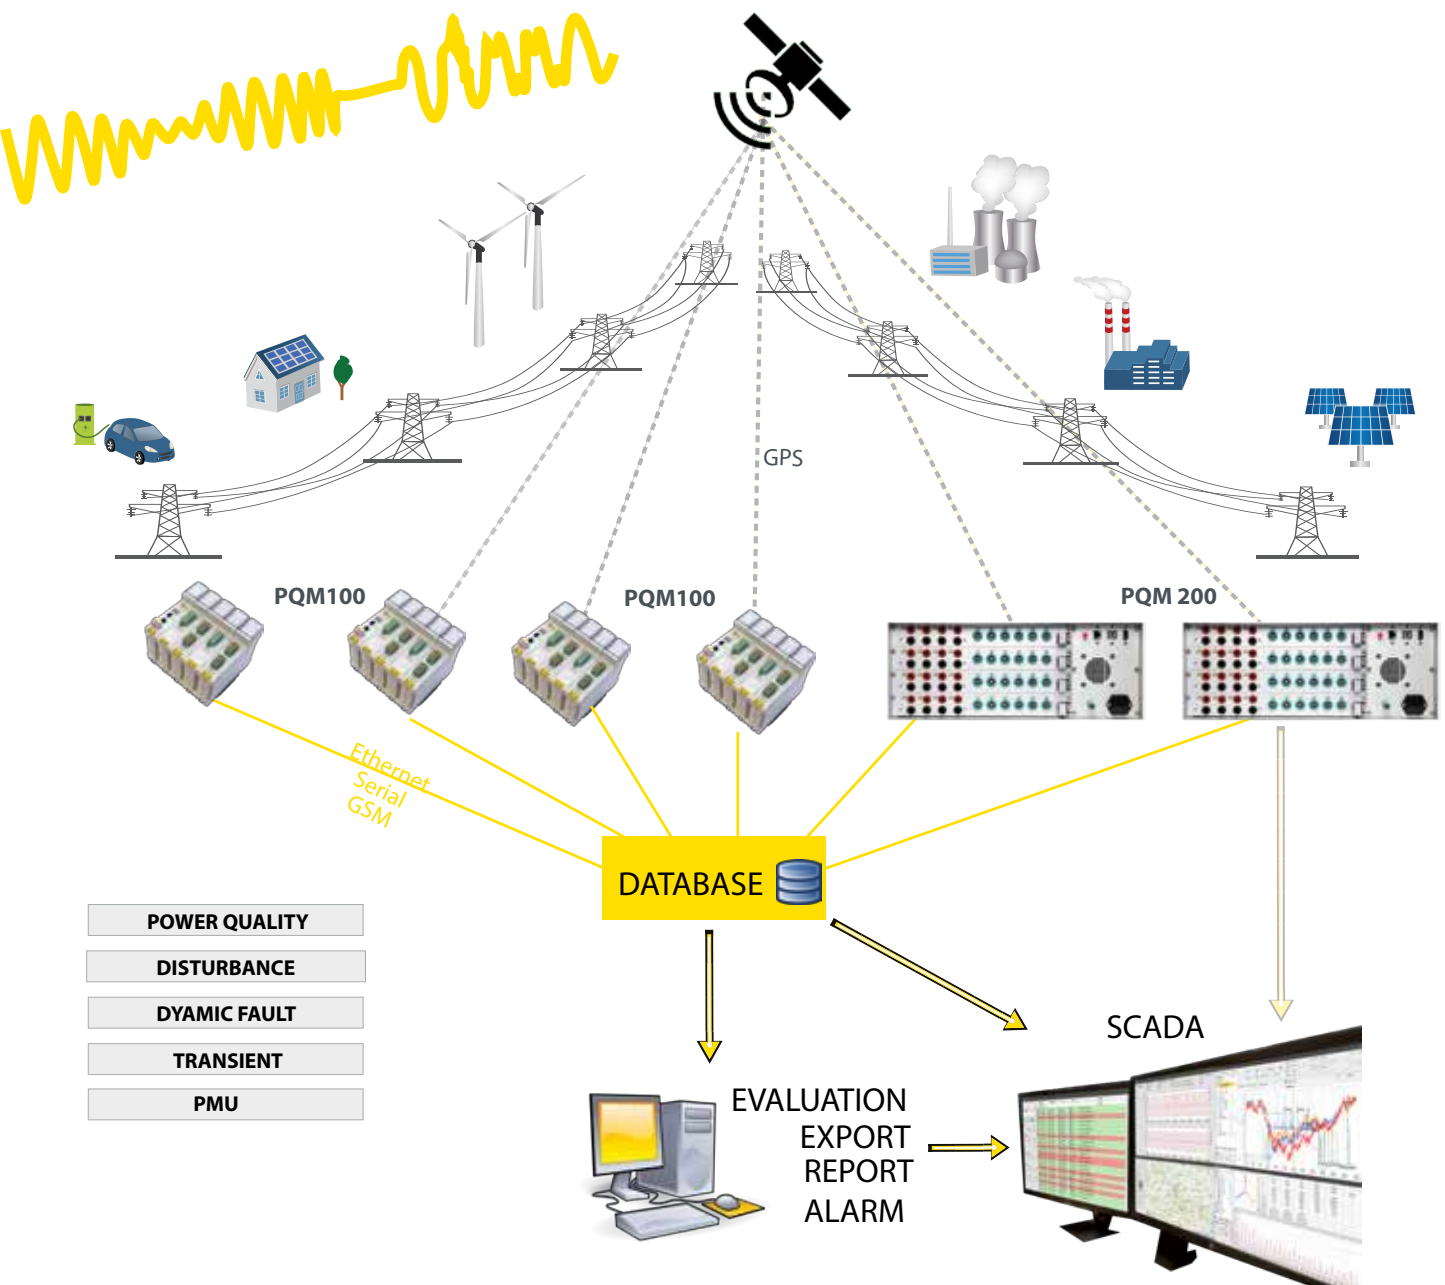 GPS
PQM100
PQM100
PQM 200
Ethernet
Serial
GSM
DATABASE
POWER QUALITY
DISTURBANCE
DYAMIC FAULT
TRANSIENT
PMU
SCADA
EVALUATION
EXPORT
REPORT
ALARM